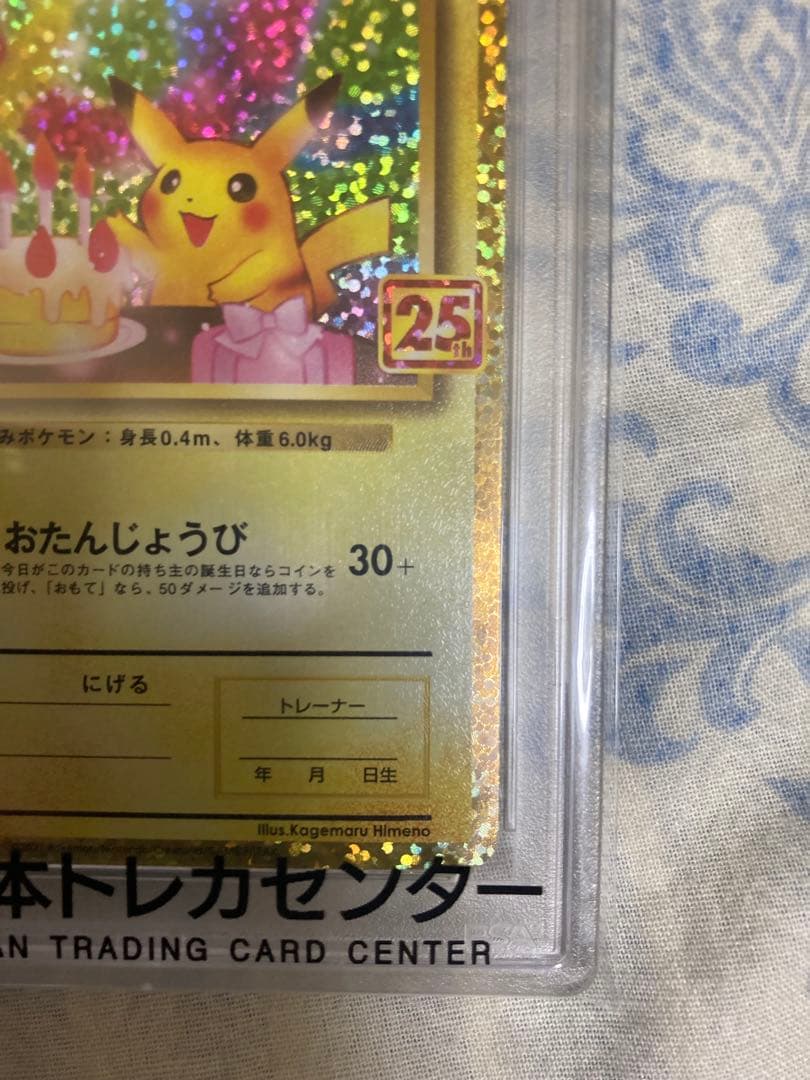 25th
みポケモン：身長0.4m、体重6.0kg
おたんじょうび 30+
今日がこのカードの持ち主の誕生日ならコインを
投げ、「おもて」なら、50ダメージを追加する。
にげる
トレーナー
年 月 日生
Illus.Kagemaru Himeno
本トレカセンター
AN TRADING CARD CENTER
PSA